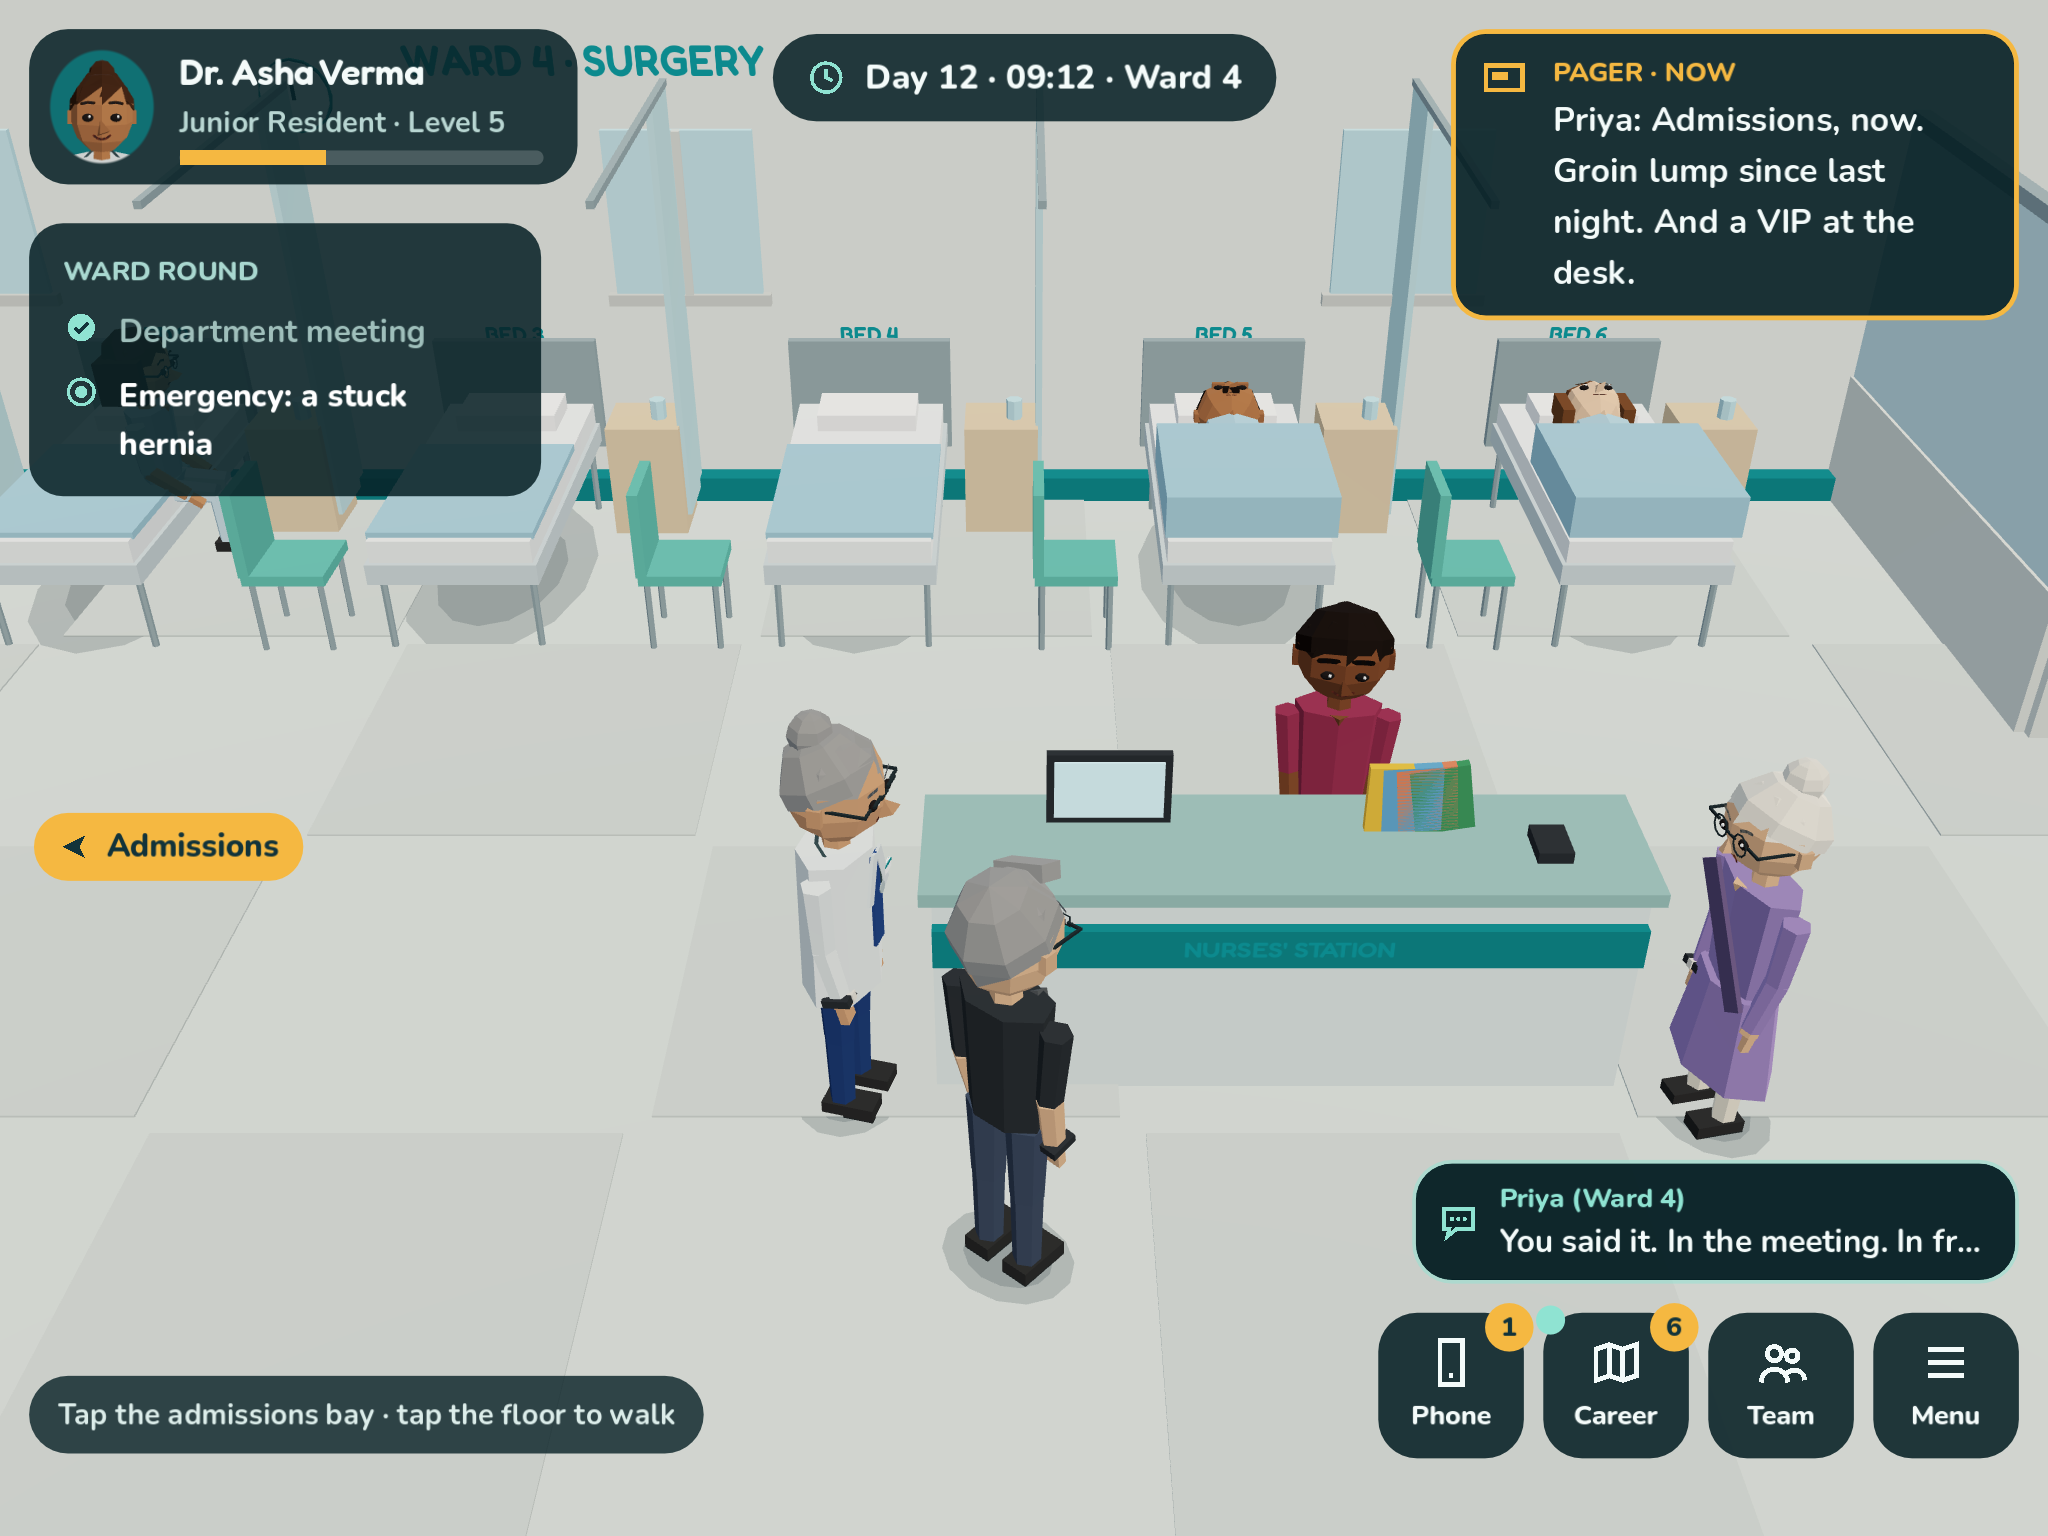 WARD 4 · SURGERY
Dr. Asha Verma
Junior Resident · Level 5
Day 12 · 09:12 · Ward 4
PAGER · NOW
Priya: Admissions, now.
Groin lump since last
night. And a VIP at the
desk.
WARD ROUND
Department meeting
Emergency: a stuck
hernia
BED 3
BED 4
BED 5
BED 6
Admissions
NURSES' STATION
Priya (Ward 4)
You said it. In the meeting. In fr...
Tap the admissions bay · tap the floor to walk
1
6
Phone
Career
Team
Menu